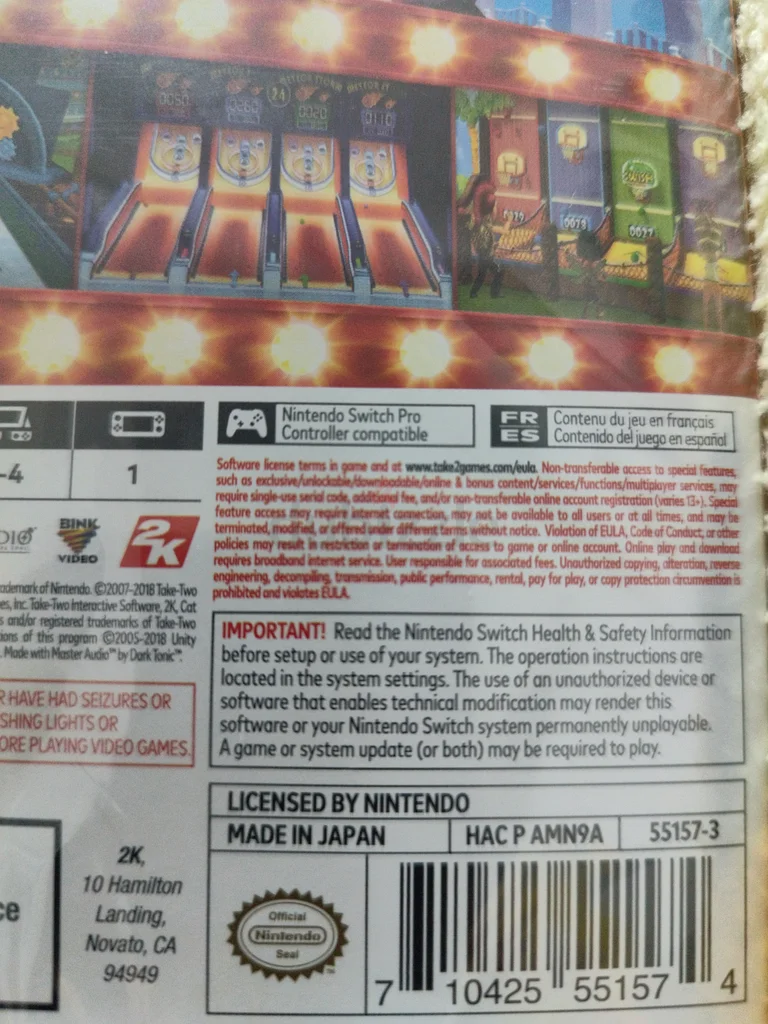 0050
0262
24
0020
0110
0029
0078
0022
-4
1
Nintendo Switch Pro
Controller compatible
FR
ES
Contenu du jeu en français
Contenido del juego en español
Software license terms in game and at www.take2games.com/eula. Non-transferable access to special features,
such as exclusive/unlockable/downloadable/online & bonus content/services/functions/multiplayer services, may
require single-use serial code, additional fee, and/or non-transferable online account registration (varies 13+). Special
feature access may require internet connection, may not be available to all users or at all times, and may be
terminated, modified, or offered under different terms without notice. Violation of EULA, Code of Conduct, or other
policies may result in restriction or termination of access to game or online account. Online play and download
requires broadband internet service. User responsible for associated fees. Unauthorized copying, alteration, reverse
engineering, decompiling, transmission, public performance, rental, pay for play, or copy protection circumvention is
prohibited and violates EULA.
BINK
VIDEO
2K
ademark of Nintendo. ©2007-2018 Take-Two
es, Inc. Take-Two Interactive Software, 2K, Cat
s and/or registered trademarks of Take-Two
ions of this program ©2005-2018 Unity
. Made with Master Audio™ by Dark Tonic™.
R HAVE HAD SEIZURES OR
SHING LIGHTS OR
ORE PLAYING VIDEO GAMES.
IMPORTANT! Read the Nintendo Switch Health & Safety Information
before setup or use of your system. The operation instructions are
located in the system settings. The use of an unauthorized device or
software that enables technical modification may render this
software or your Nintendo Switch system permanently unplayable.
A game or system update (or both) may be required to play.
LICENSED BY NINTENDO
MADE IN JAPAN
HAC P AMN9A
55157-3
ce
2K,
10 Hamilton
Landing,
Novato, CA
94949
Official
Nintendo
Seal
™
7 10425 55157 4